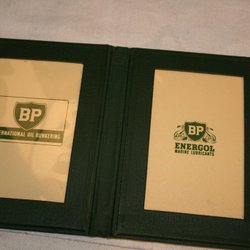 BP
INTERNATIONAL OIL BUNKERING
BP
ENERGOL
MARINE LUBRICANTS